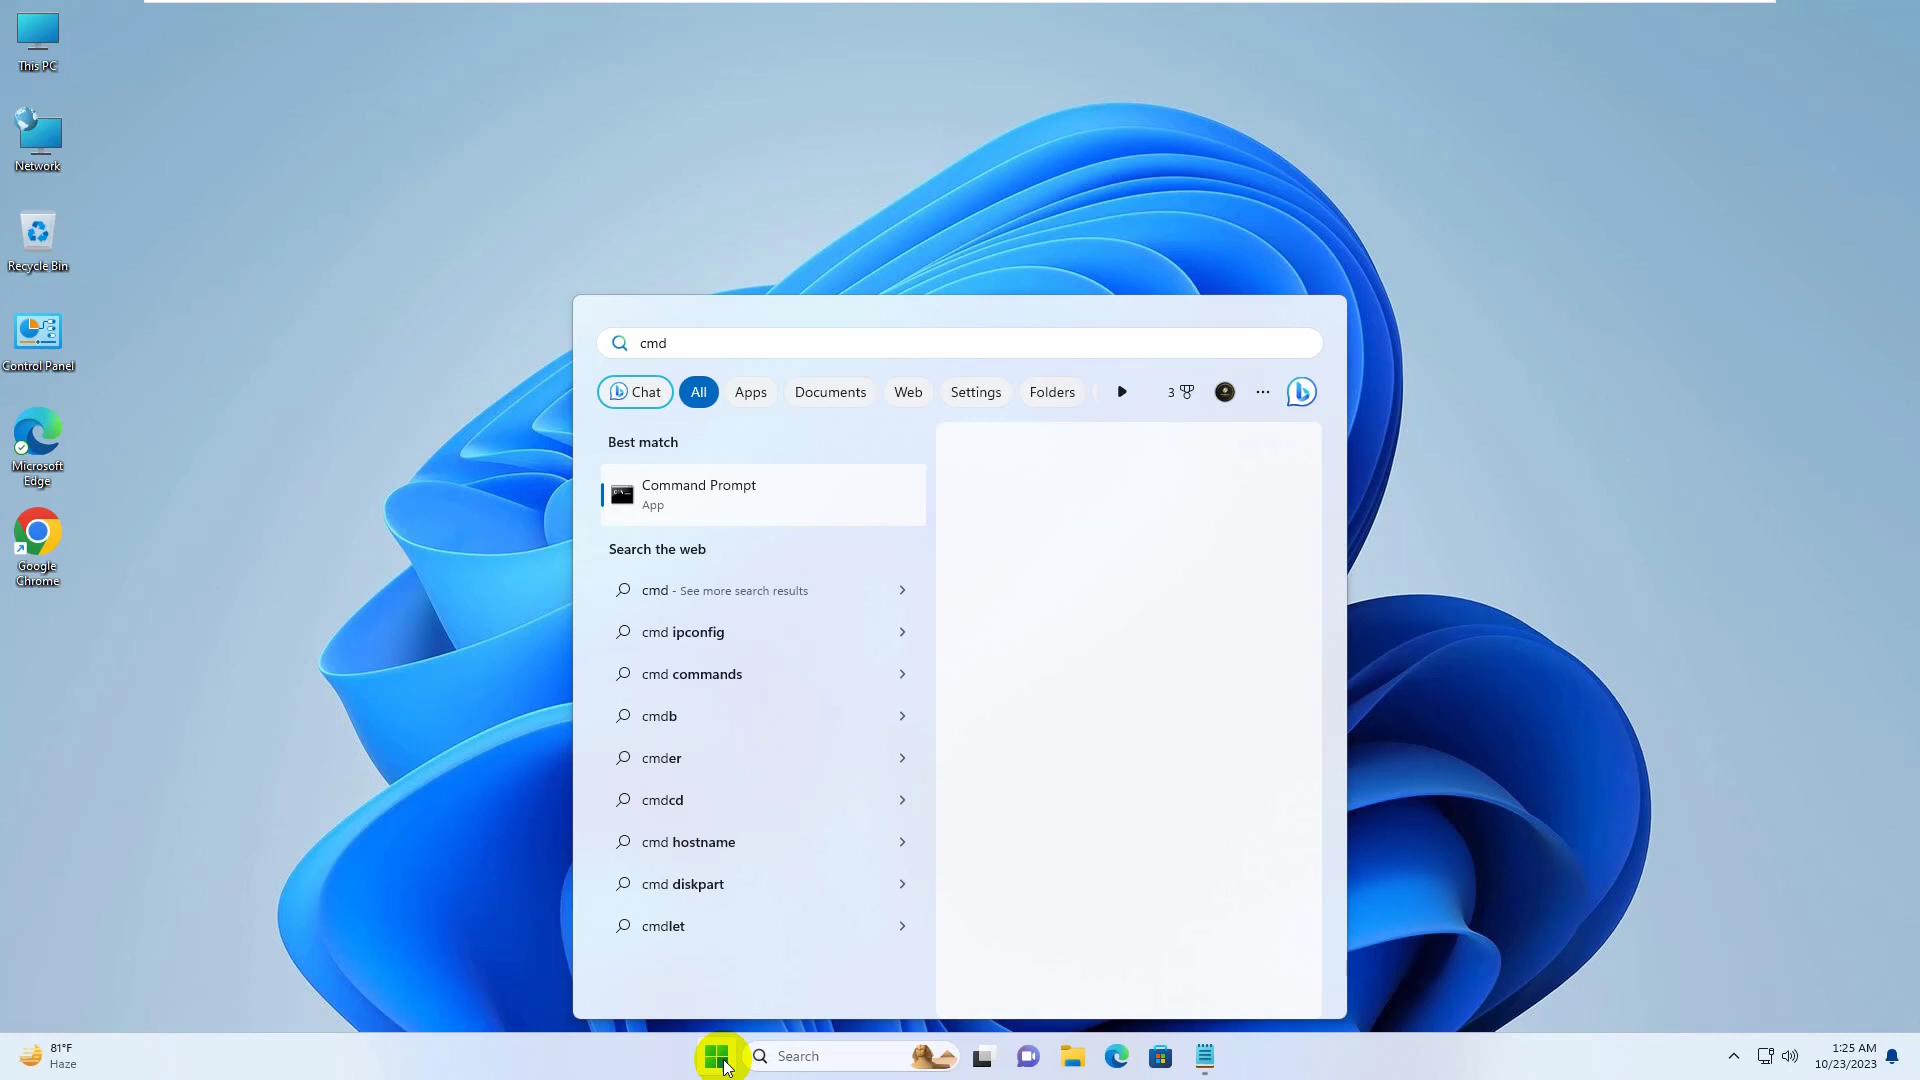 This PC
Network
Recycle Bin
Control Panel
Microsoft
Edge
Google
Chrome
cmd
Chat
All
Apps
Documents
Web
Settings
Folders
3
Best match
Command Prompt
App
Search the web
cmd - See more search results
cmd ipconfig
cmd commands
cmdb
cmder
cmdcd
cmd hostname
cmd diskpart
cmdlet
81°F
Haze
Search
1:25 AM
10/23/2023